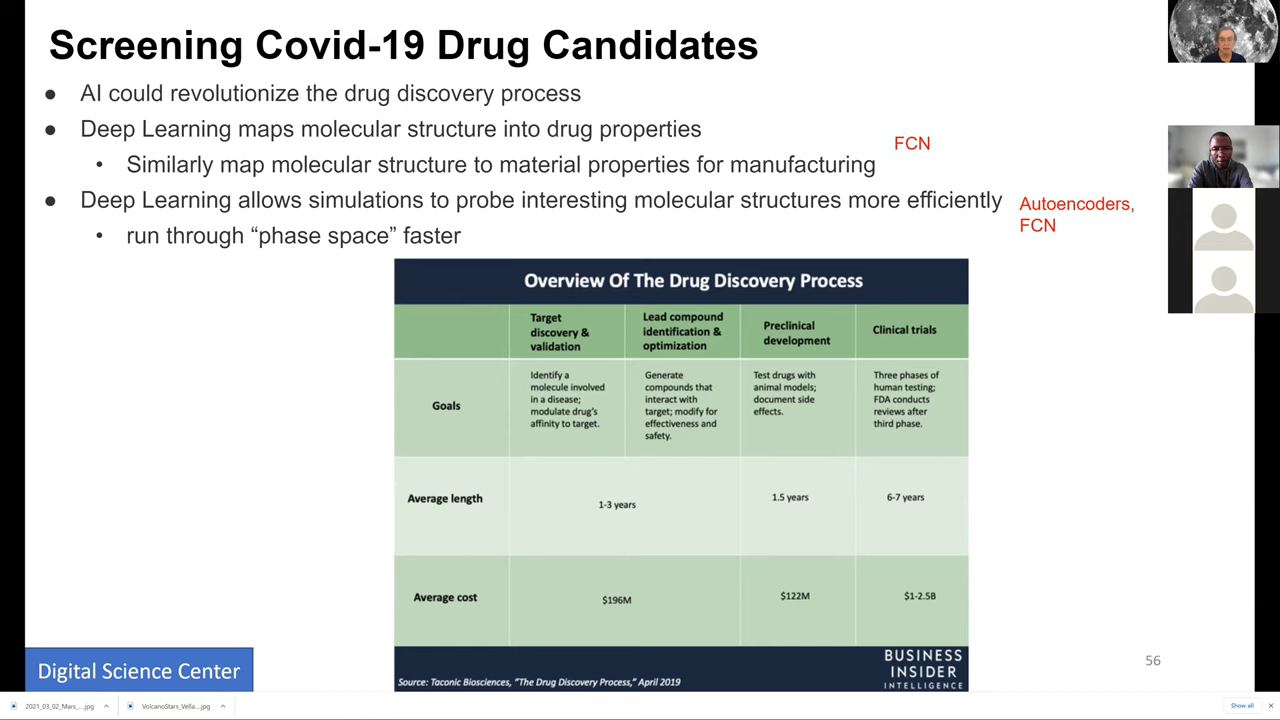 Screening Covid-19 Drug Candidates
● AI could revolutionize the drug discovery process
● Deep Learning maps molecular structure into drug properties
FCN
• Similarly map molecular structure to material properties for manufacturing
● Deep Learning allows simulations to probe interesting molecular structures more efficiently
Autoencoders,
FCN
• run through “phase space” faster
Overview Of The Drug Discovery Process
Target
discovery &
validation
Lead compound
identification &
optimization
Preclinical
development
Clinical trials
Goals
Identify a
molecule involved
in a disease;
modulate drug's
affinity to target.
Generate
compounds that
interact with
target; modify for
effectiveness and
safety.
Test drugs with
animal models;
document side
effects.
Three phases of
human testing;
FDA conducts
reviews after
third phase.
Average length
1-3 years
1.5 years
6-7 years
Average cost
$196M
$122M
$1-2.5B
Source: Taconic Biosciences, "The Drug Discovery Process," April 2019
BUSINESS
INSIDER
INTELLIGENCE
Digital Science Center
56
2021_03_02_Mars_....jpg
VolcanoStars_Vella....jpg
Show all